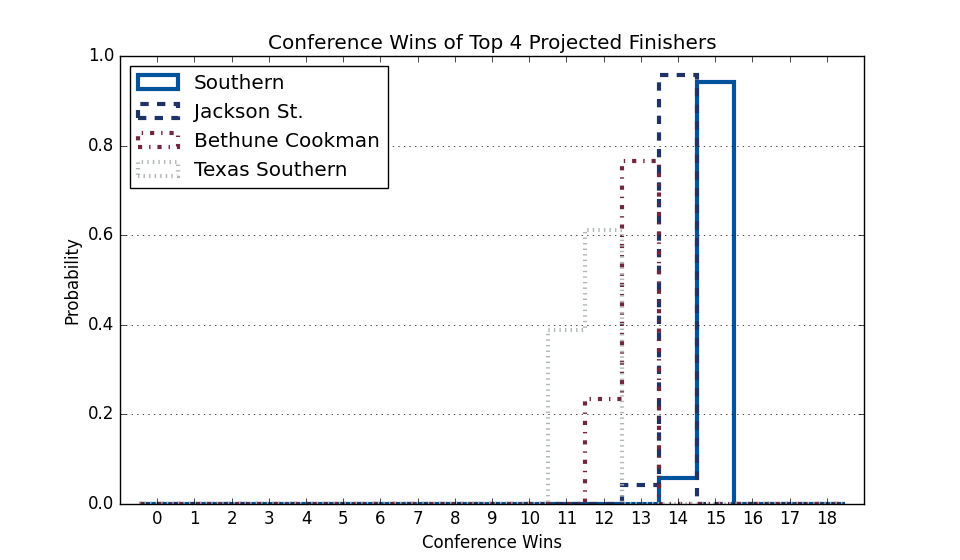 Conference Wins of Top 4 Projected Finishers
1.0
0.8
0.6
0.4
0.2
0.0
Probability
Southern
Jackson St.
Bethune Cookman
Texas Southern
0 1 2 3 4 5 6 7 8 9 10 11 12 13 14 15 16 17 18
Conference Wins